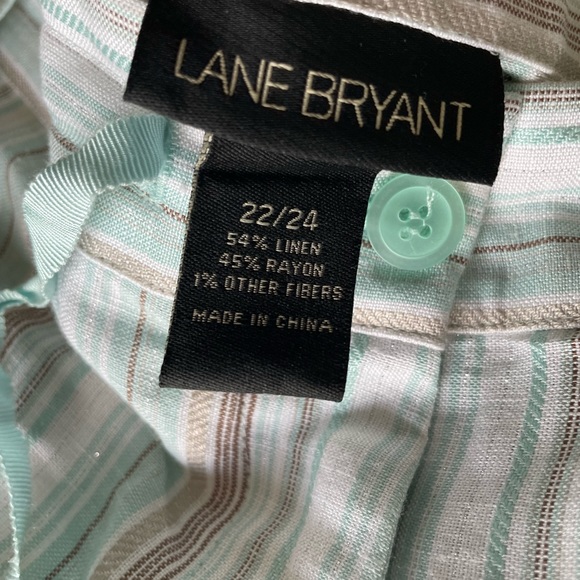 LANE BRYANT
22/24
54% LINEN
45% RAYON
1% OTHER FIBERS
MADE IN CHINA